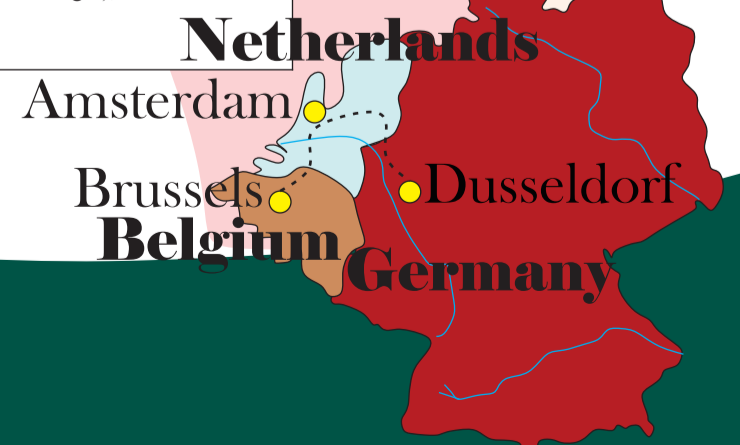 Netherlands
Amsterdam
Brussels
Dusseldorf
Belgium
Germany